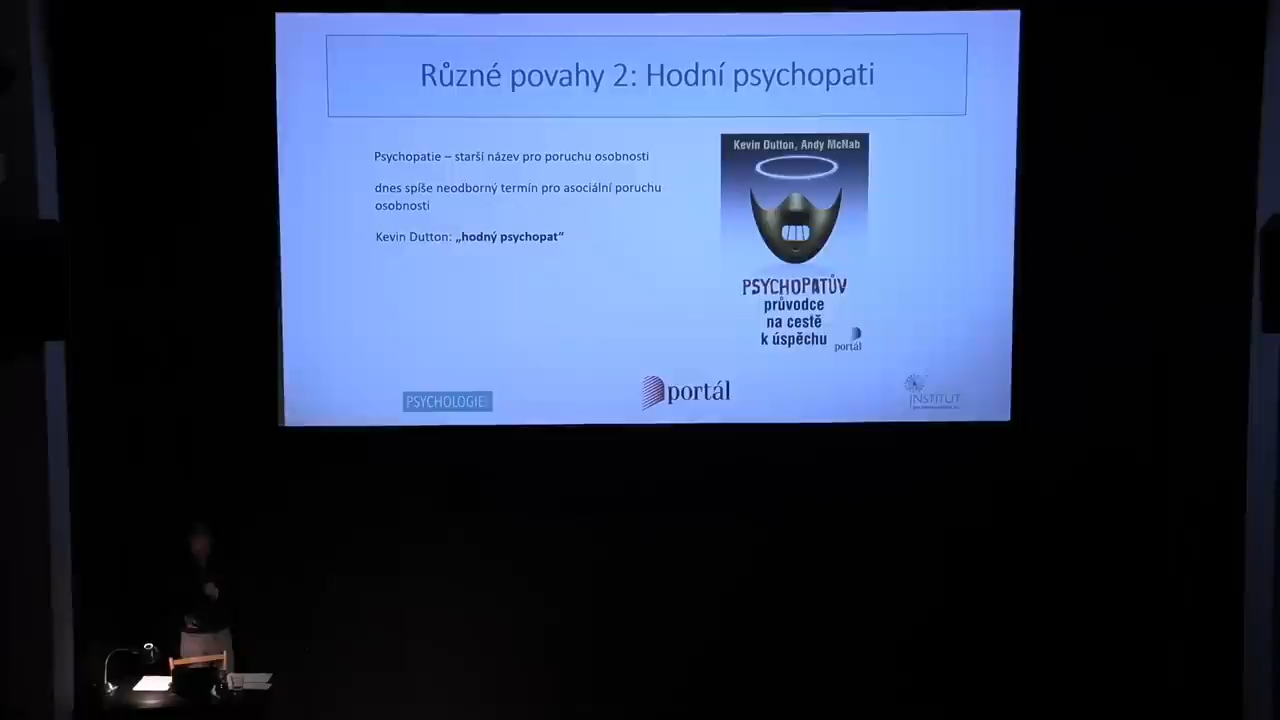 Různé povahy 2: Hodní psychopati
Psychopatie – starší název pro poruchu osobnosti
dnes spíše neodborný termín pro asociální poruchu
osobnosti
Kevin Dutton: „hodný psychopat“
Kevin Dutton, Andy McNab
PSYCHOPATŮV
průvodce
na cestě
k úspěchu
portál
PSYCHOLOGIE
portál
INSTITUT